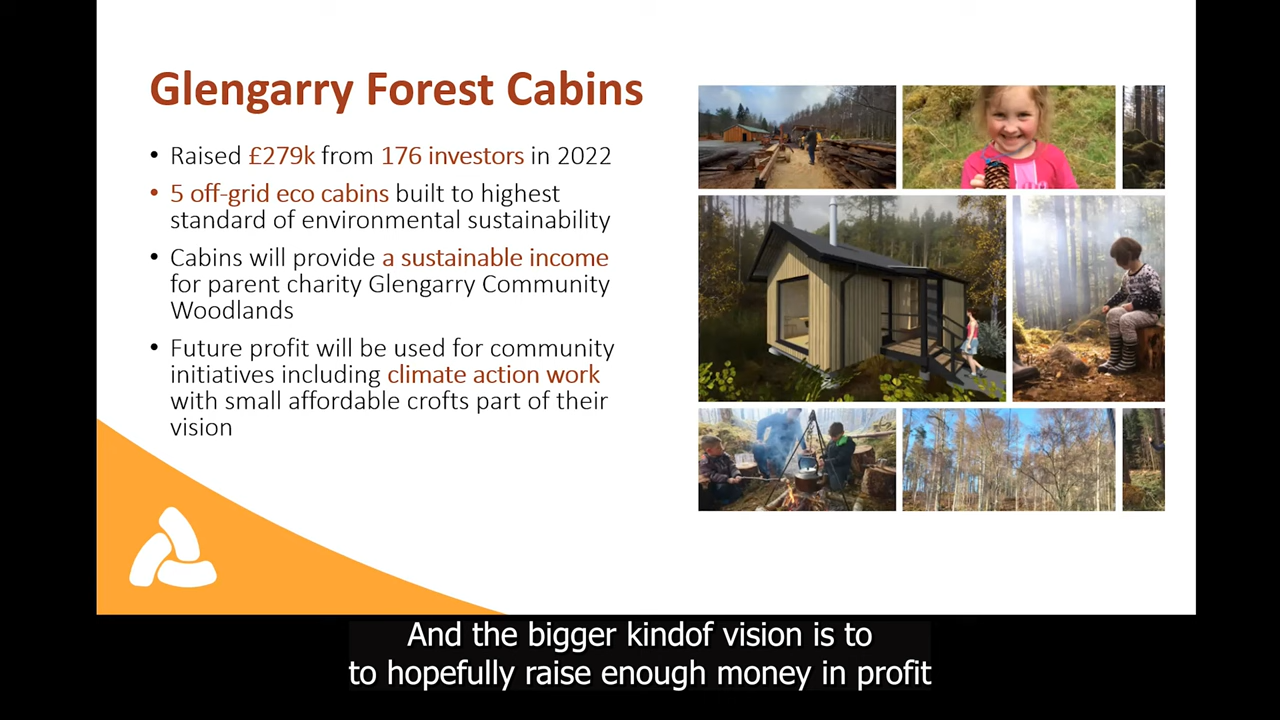 Glengarry Forest Cabins
• Raised £279k from 176 investors in 2022
• 5 off-grid eco cabins built to highest
standard of environmental sustainability
• Cabins will provide a sustainable income
for parent charity Glengarry Community
Woodlands
• Future profit will be used for community
initiatives including climate action work
with small affordable crofts part of their
vision
And the bigger kindof vision is to
to hopefully raise enough money in profit